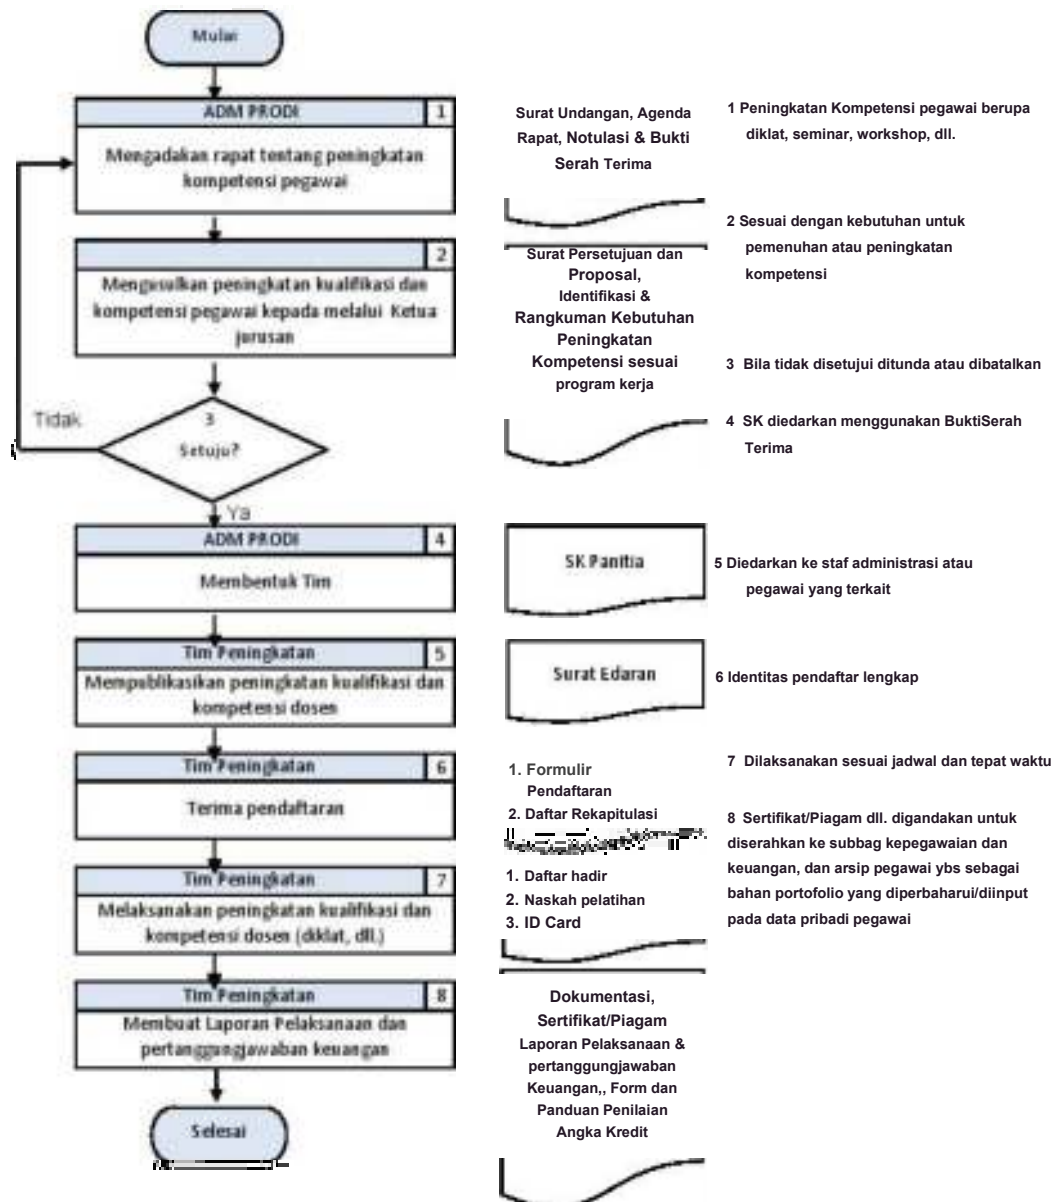 Mulai
ADM PRODI 1
Mengadakan rapat tentang peningkatan
kompetensi pegawai
2
Mengusulkan peningkatan kualifikasi dan
kompetensi pegawai kepada melalui Ketua
jurusan
3
Setuju?
Tidak
Ya
ADM PRODI 4
Membentuk Tim
Tim Peningkatan 5
Mempublikasikan peningkatan kualifikasi dan
kompetensi dosen
Tim Peningkatan 6
Terima pendaftaran
Tim Peningkatan 7
Melaksanakan peningkatan kualifikasi dan
kompetensi dosen (diklat, dll.)
Tim Peningkatan 8
Membuat Laporan Pelaksanaan dan
pertanggungjawaban keuangan
Selesai
Surat Undangan, Agenda
Rapat, Notulasi & Bukti
Serah Terima
Surat Persetujuan dan
Proposal,
Identifikasi &
Rangkuman Kebutuhan
Peningkatan
Kompetensi sesuai
program kerja
SK Panitia
Surat Edaran
1. Formulir
Pendaftaran
2. Daftar Rekapitulasi
1. Daftar hadir
2. Naskah pelatihan
3. ID Card
Dokumentasi,
Sertifikat/Piagam
Laporan Pelaksanaan &
pertanggungjawaban
Keuangan,, Form dan
Panduan Penilaian
Angka Kredit
1 Peningkatan Kompetensi pegawai berupa
diklat, seminar, workshop, dll.
2 Sesuai dengan kebutuhan untuk
pemenuhan atau peningkatan
kompetensi
3 Bila tidak disetujui ditunda atau dibatalkan
4 SK diedarkan menggunakan BuktiSerah
Terima
5 Diedarkan ke staf administrasi atau
pegawai yang terkait
6 Identitas pendaftar lengkap
7 Dilaksanakan sesuai jadwal dan tepat waktu
8 Sertifikat/Piagam dll. digandakan untuk
diserahkan ke subbag kepegawaian dan
keuangan, dan arsip pegawai ybs sebagai
bahan portofolio yang diperbaharui/diinput
pada data pribadi pegawai